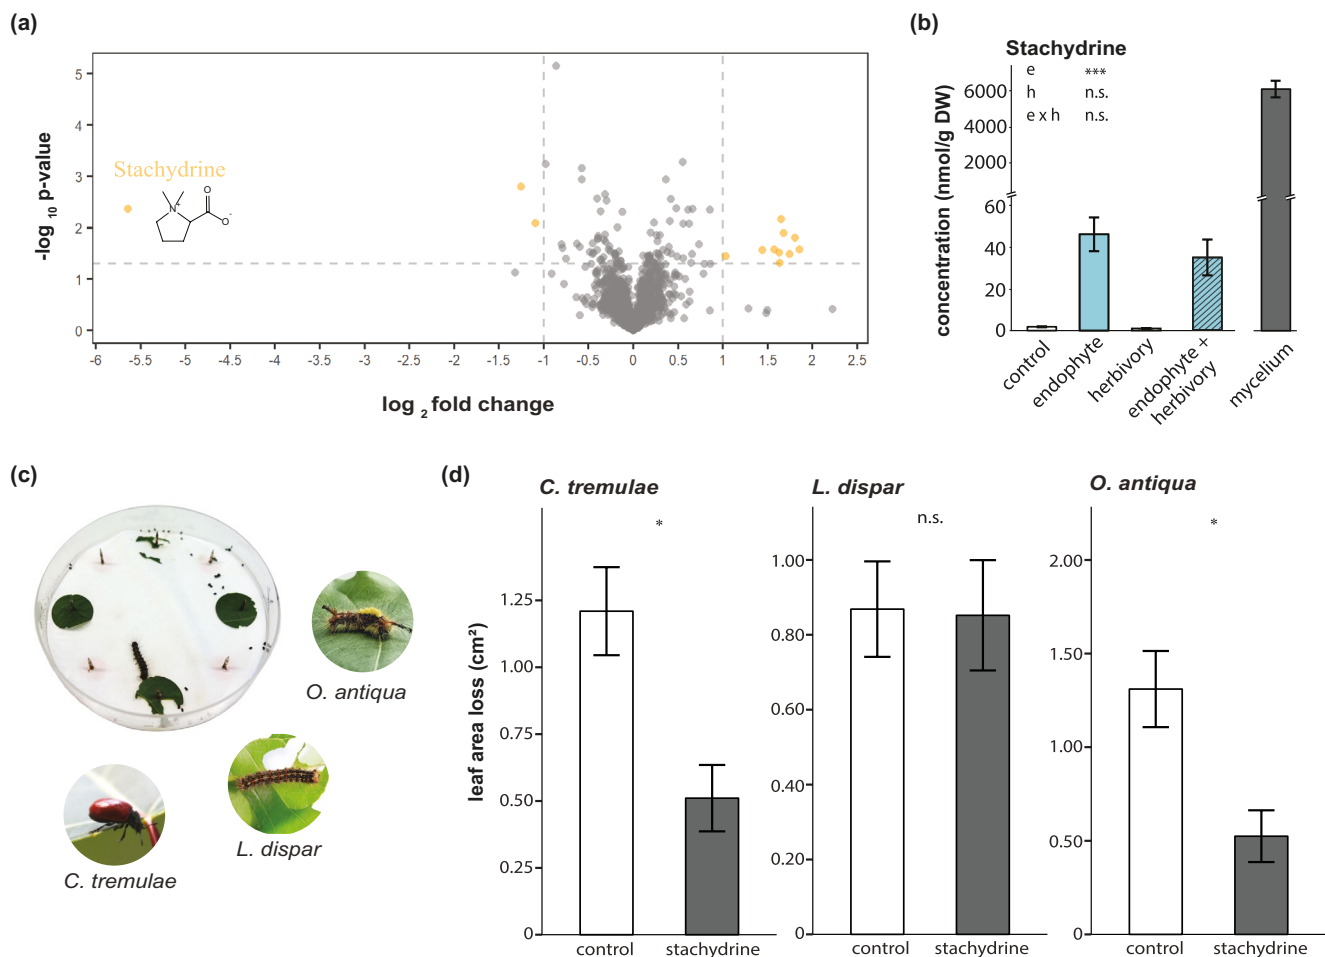 (a)
5
4
3
2
1
0
-log 10 p-value
Stachydrine
N+
O
O-
-6 -5.5 -5 -4.5 -4 -3.5 -3 -2.5 -2 -1.5 -1 -0.5 0 0.5 1 1.5 2 2.5
log 2 fold change
(b)
Stachydrine
e ***
h n.s.
e x h n.s.
6000
4000
2000
60
40
20
0
concentration (nmol/g DW)
control
endophyte
herbivory
endophyte +
herbivory
mycelium
(c)
O. antiqua
L. dispar
C. tremulae
(d)
leaf area loss (cm²)
C. tremulae
*
1.25
1.00
0.75
0.50
0.25
0
control stachydrine
L. dispar
n.s.
1.00
0.80
0.60
0.40
0.20
0
control stachydrine
O. antiqua
*
2.00
1.50
1.00
0.50
0
control stachydrine